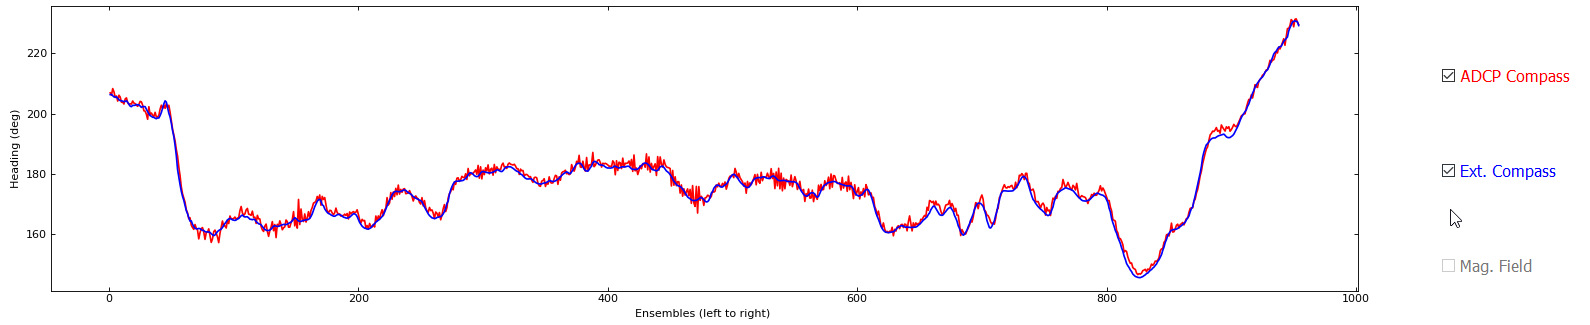 220
200
180
160
Heading (deg)
0
200
400
600
800
1000
Ensembles (left to right)
ADCP Compass
Ext. Compass
Mag. Field